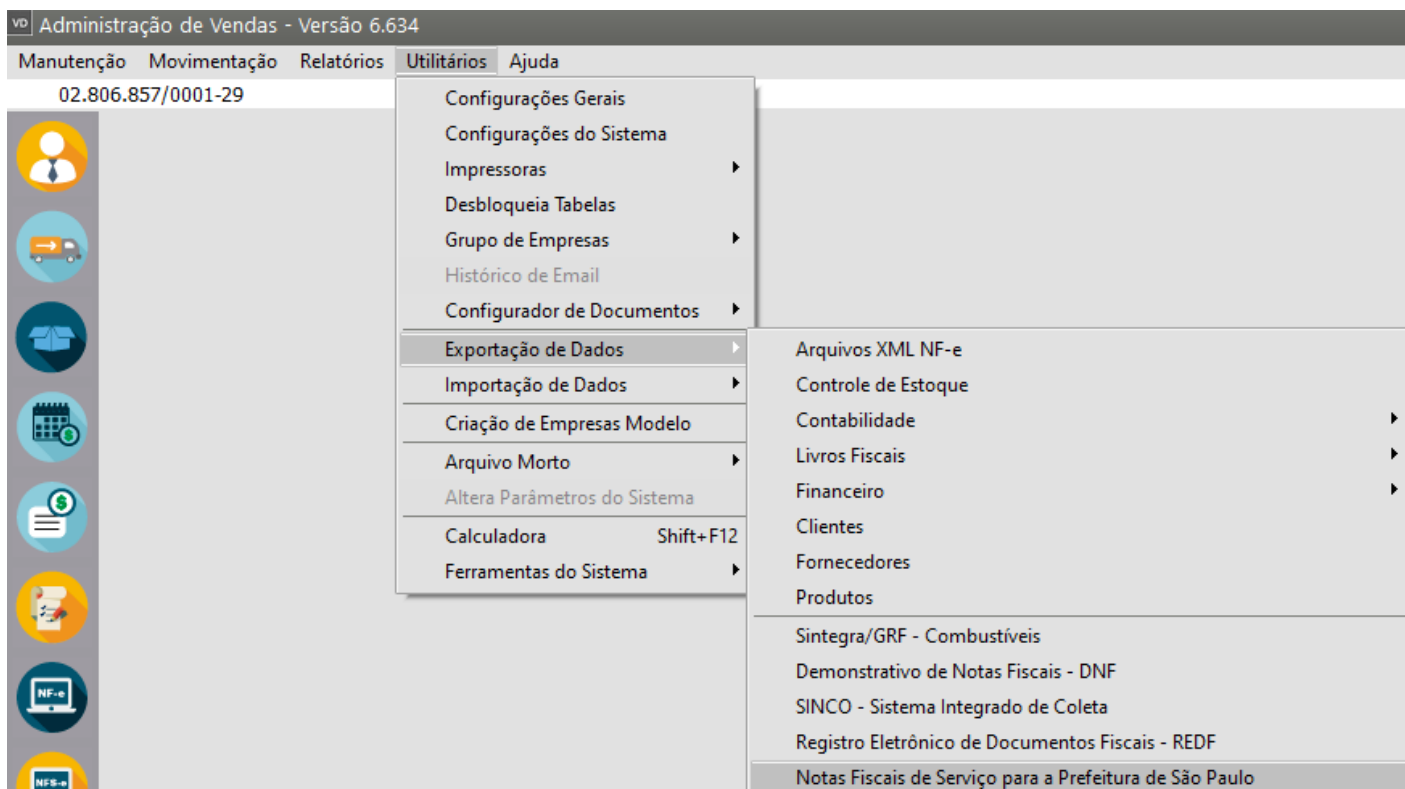 VD Administração de Vendas - Versão 6.634
Manutenção Movimentação Relatórios Utilitários Ajuda
02.806.857/0001-29
Configurações Gerais
Configurações do Sistema
Impressoras
Desbloqueia Tabelas
Grupo de Empresas
Histórico de Email
Configurador de Documentos
Exportação de Dados
Importação de Dados
Criação de Empresas Modelo
Arquivo Morto
Altera Parâmetros do Sistema
Calculadora Shift+F12
Ferramentas do Sistema
Arquivos XML NF-e
Controle de Estoque
Contabilidade
Livros Fiscais
Financeiro
Clientes
Fornecedores
Produtos
Sintegra/GRF - Combustíveis
Demonstrativo de Notas Fiscais - DNF
SINCO - Sistema Integrado de Coleta
Registro Eletrônico de Documentos Fiscais - REDF
Notas Fiscais de Serviço para a Prefeitura de São Paulo
NF-e
NFS-e